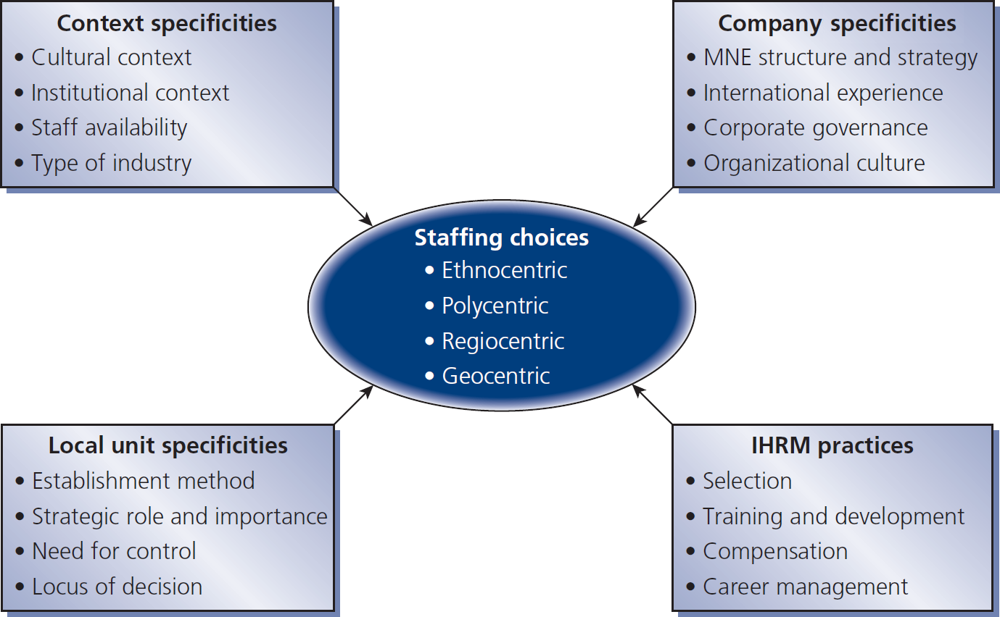 Context specificities
• Cultural context
• Institutional context
• Staff availability
• Type of industry
Company specificities
• MNE structure and strategy
• International experience
• Corporate governance
• Organizational culture
Staffing choices
• Ethnocentric
• Polycentric
• Regiocentric
• Geocentric
Local unit specificities
• Establishment method
• Strategic role and importance
• Need for control
• Locus of decision
IHRM practices
• Selection
• Training and development
• Compensation
• Career management